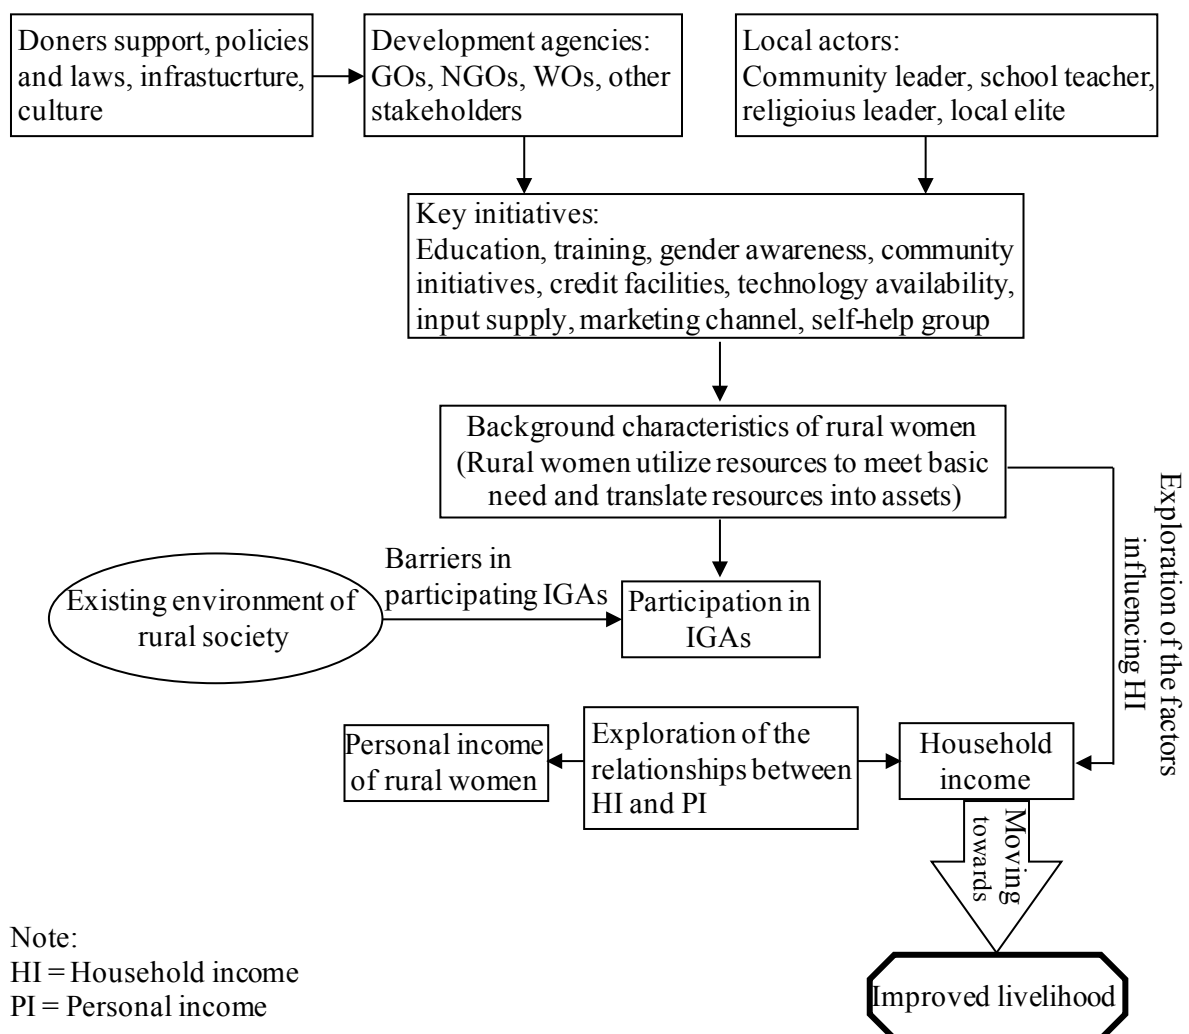 Doners support, policies
and laws, infrastucrture,
culture
Development agencies:
GOs, NGOs, WOs, other
stakeholders
Local actors:
Community leader, school teacher,
religioius leader, local elite
Key initiatives:
Education, training, gender awareness, community
initiatives, credit facilities, technology availability,
input supply, marketing channel, self-help group
Background characteristics of rural women
(Rural women utilize resources to meet basic
need and translate resources into assets)
Exploration of the factors
influencing HI
Barriers in
participating IGAs
Existing environment of
rural society
Participation in
IGAs
Personal income
of rural women
Exploration of the
relationships between
HI and PI
Household
income
Moving
towards
Improved livelihood
Note:
HI = Household income
PI = Personal income